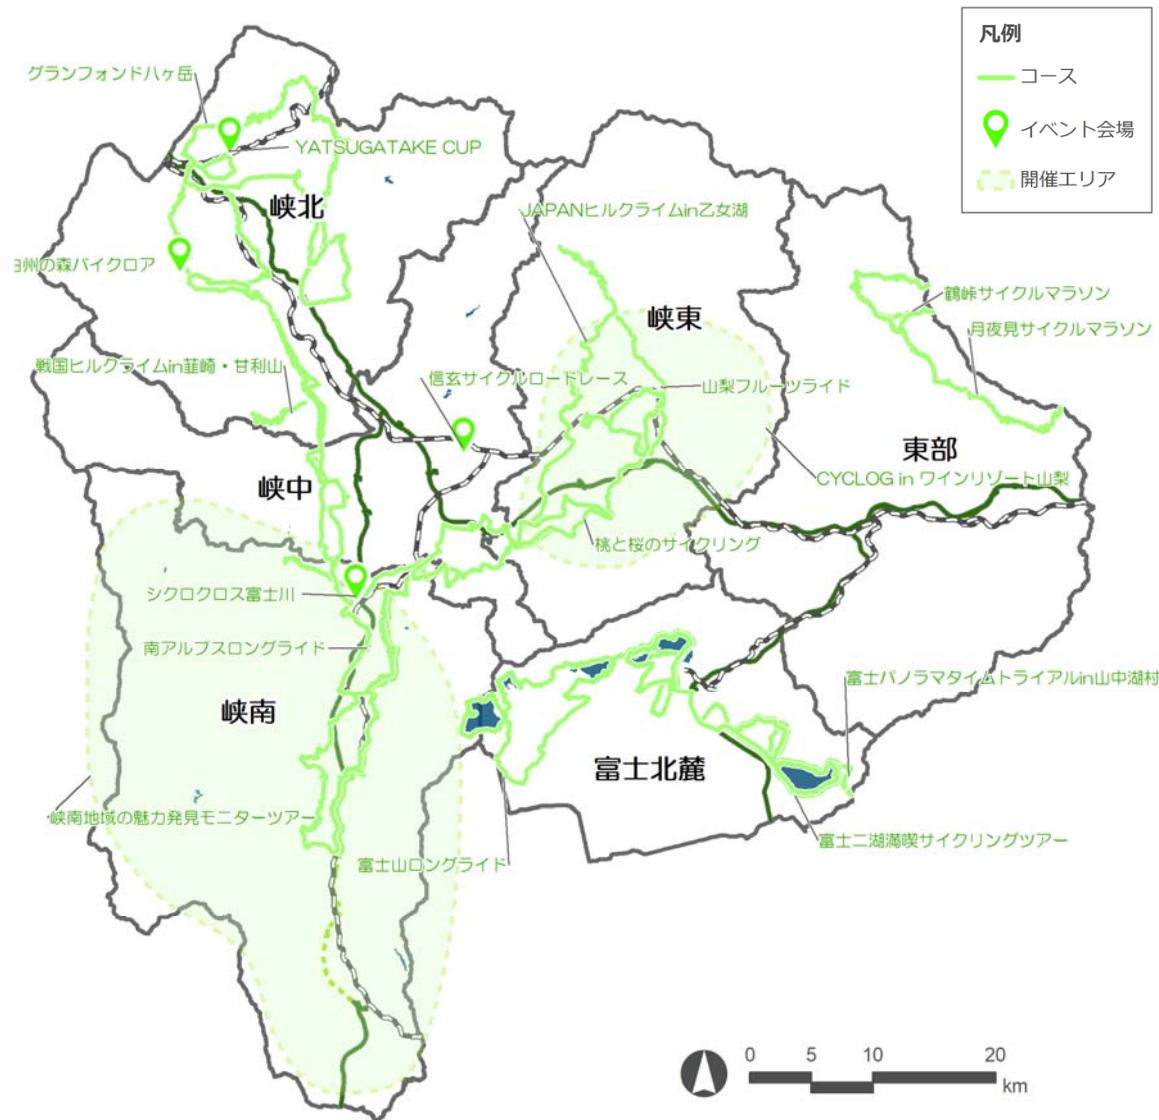 凡例
コース
イベント会場
開催エリア
グランフォンド八ヶ岳
YATSUGATAKE CUP
峡北
JAPANヒルクライムin乙女湖
州の森バイクロア
鶴峠サイクルマラソン
峡東
月夜見サイクルマラソン
戦国ヒルクライムin韮崎・甘利山
信玄サイクルロードレース
山梨フルーツライド
東部
CYCLOG in ワインリゾート山梨
峡中
桃と桜のサイクリング
シクロクロス富士川
南アルプスロングライド
富士パノラマタイムトライアルin山中湖村
峡南
富士北麓
峡南地域の魅力発見モニターツアー
富士二湖満喫サイクリングツアー
富士山ロングライド
0 5 10 20
km